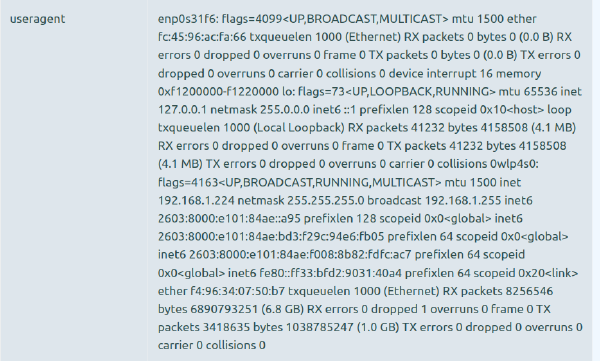 useragent
enp0s31f6: flags=4099<UP,BROADCAST,MULTICAST> mtu 1500 ether
fc:45:96:ac:fa:66 txqueuelen 1000 (Ethernet) RX packets 0 bytes 0 (0.0 B) RX
errors 0 dropped 0 overruns 0 frame 0 TX packets 0 bytes 0 (0.0 B) TX errors 0
dropped 0 overruns 0 carrier 0 collisions 0 device interrupt 16 memory
0xf1200000-f1220000 lo: flags=73<UP,LOOPBACK,RUNNING> mtu 65536 inet
127.0.0.1 netmask 255.0.0.0 inet6 ::1 prefixlen 128 scopeid 0x10<host> loop
txqueuelen 1000 (Local Loopback) RX packets 41232 bytes 4158508 (4.1 MB)
RX errors 0 dropped 0 overruns 0 frame 0 TX packets 41232 bytes 4158508
(4.1 MB) TX errors 0 dropped 0 overruns 0 carrier 0 collisions 0wlp4s0:
flags=4163<UP,BROADCAST,RUNNING,MULTICAST> mtu 1500 inet
192.168.1.224 netmask 255.255.255.0 broadcast 192.168.1.255 inet6
2603:8000:e101:84ae::a95 prefixlen 128 scopeid 0x0<global> inet6
2603:8000:e101:84ae:bd3:f29c:94e6:fb05 prefixlen 64 scopeid 0x0<global>
inet6 2603:8000:e101:84ae:f008:8b82:fdfc:ac7 prefixlen 64 scopeid
0x0<global> inet6 fe80::ff33:bfd2:9031:40a4 prefixlen 64 scopeid 0x20<link>
ether f4:96:34:07:50:b7 txqueuelen 1000 (Ethernet) RX packets 8256546
bytes 6890793251 (6.8 GB) RX errors 0 dropped 1 overruns 0 frame 0 TX
packets 3418635 bytes 1038785247 (1.0 GB) TX errors 0 dropped 0 overruns 0
carrier 0 collisions 0